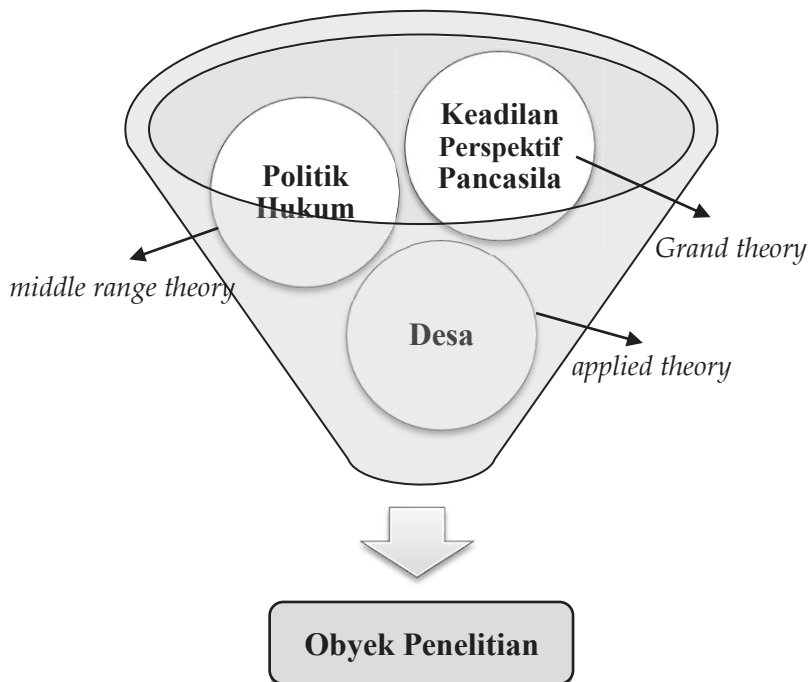 Keadilan
Perspektif
Pancasila
Politik
Hukum
Grand theory
middle range theory
Desa
applied theory
Obyek Penelitian